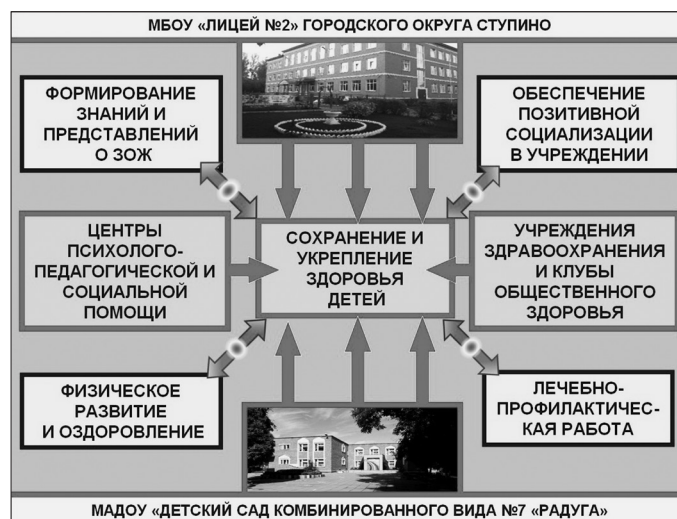 МБОУ «ЛИЦЕЙ №2» ГОРОДСКОГО ОКРУГА СТУПИНО
ФОРМИРОВАНИЕ
ЗНАНИЙ И
ПРЕДСТАВЛЕНИЙ
О ЗОЖ
ОБЕСПЕЧЕНИЕ
ПОЗИТИВНОЙ
СОЦИАЛИЗАЦИИ
В УЧРЕЖДЕНИИ
ЦЕНТРЫ
ПСИХОЛОГО-
ПЕДАГОГИЧЕСКОЙ И
СОЦИАЛЬНОЙ
ПОМОЩИ
СОХРАНЕНИЕ И
УКРЕПЛЕНИЕ
ЗДОРОВЬЯ
ДЕТЕЙ
УЧРЕЖДЕНИЯ
ЗДРАВООХРАНЕНИЯ
И КЛУБЫ
ОБЩЕСТВЕННОГО
ЗДОРОВЬЯ
ФИЗИЧЕСКОЕ
РАЗВИТИЕ
И ОЗДОРОВЛЕНИЕ
ЛЕЧЕБНО-
ПРОФИЛАКТИЧЕС-
КАЯ РАБОТА
МАДОУ «ДЕТСКИЙ САД КОМБИНИРОВАННОГО ВИДА №7 «РАДУГА»